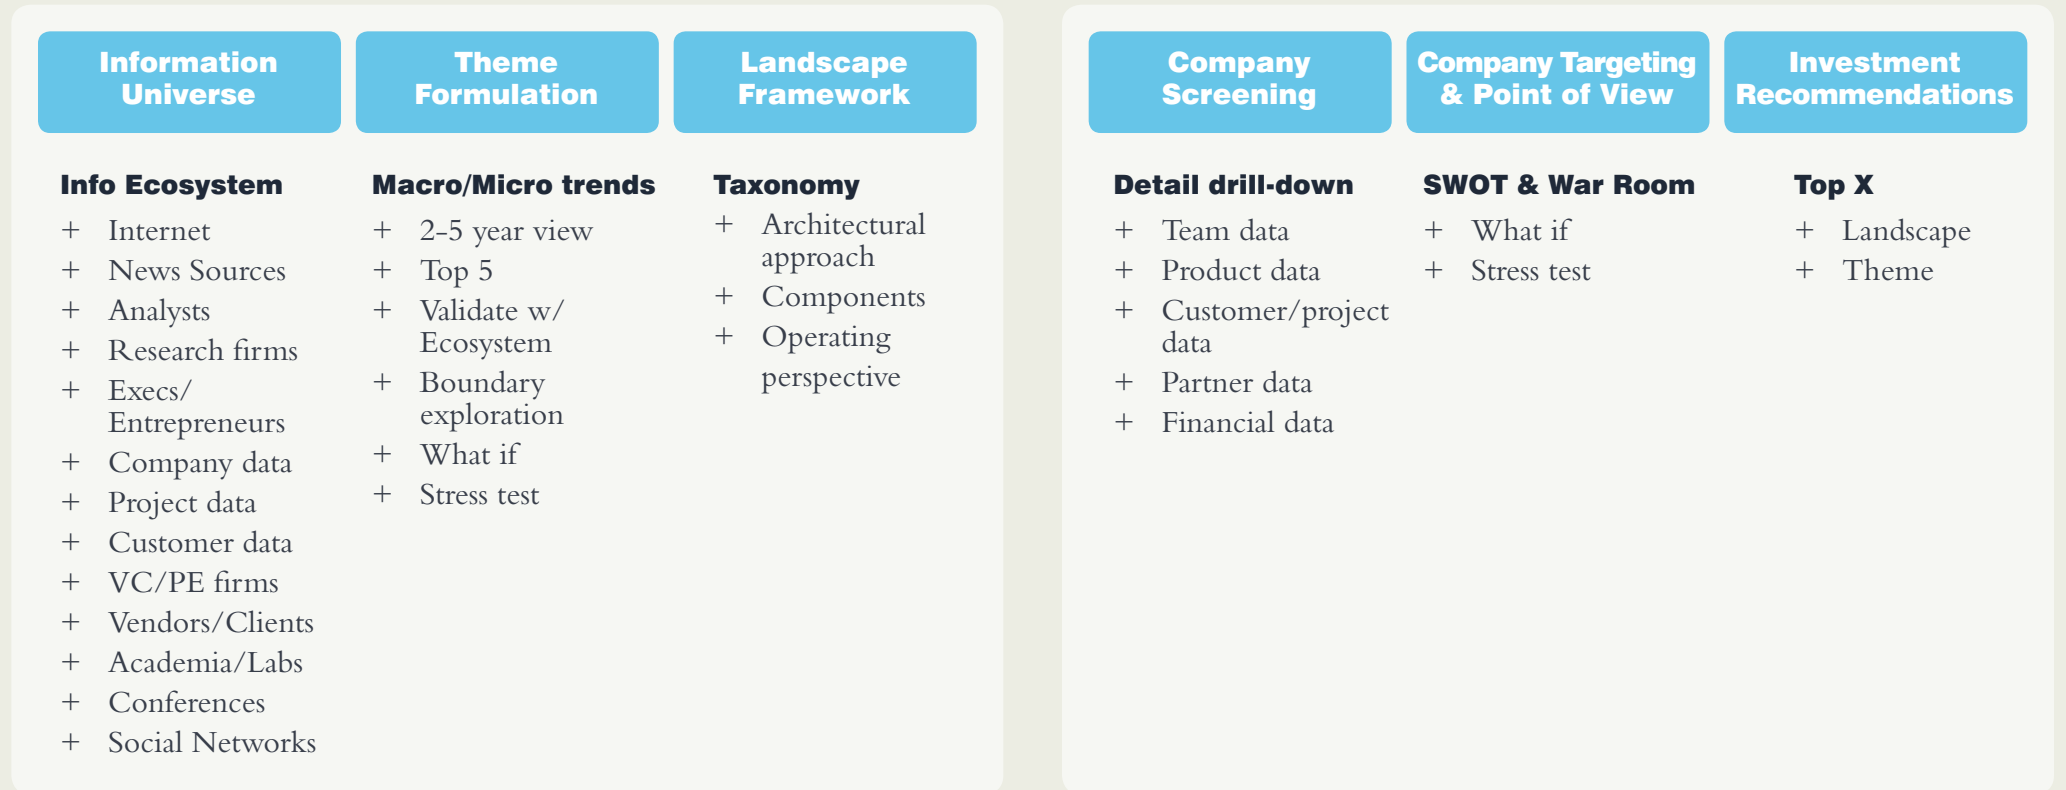 Information
Universe
Info Ecosystem
+ Internet
+ News Sources
+ Analysts
+ Research firms
+ Execs/
Entrepreneurs
+ Company data
+ Project data
+ Customer data
+ VC/PE firms
+ Vendors/Clients
+ Academia/Labs
+ Conferences
+ Social Networks
Theme
Formulation
Macro/Micro trends
+ 2-5 year view
+ Top 5
+ Validate w/
Ecosystem
+ Boundary
exploration
+ What if
+ Stress test
Landscape
Framework
Taxonomy
+ Architectural
approach
+ Components
+ Operating
perspective
Company
Screening
Detail drill-down
+ Team data
+ Product data
+ Customer/project
data
+ Partner data
+ Financial data
Company Targeting
& Point of View
SWOT & War Room
+ What if
+ Stress test
Investment
Recommendations
Top X
+ Landscape
+ Theme